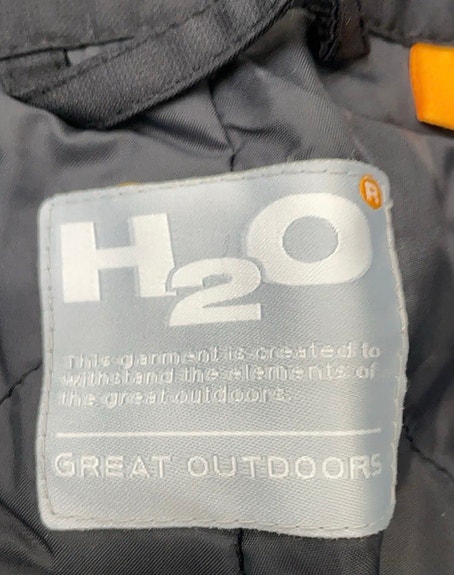 H2O®
This garment is created to
withstand the elements of
the great outdoors.
GREAT OUTDOORS